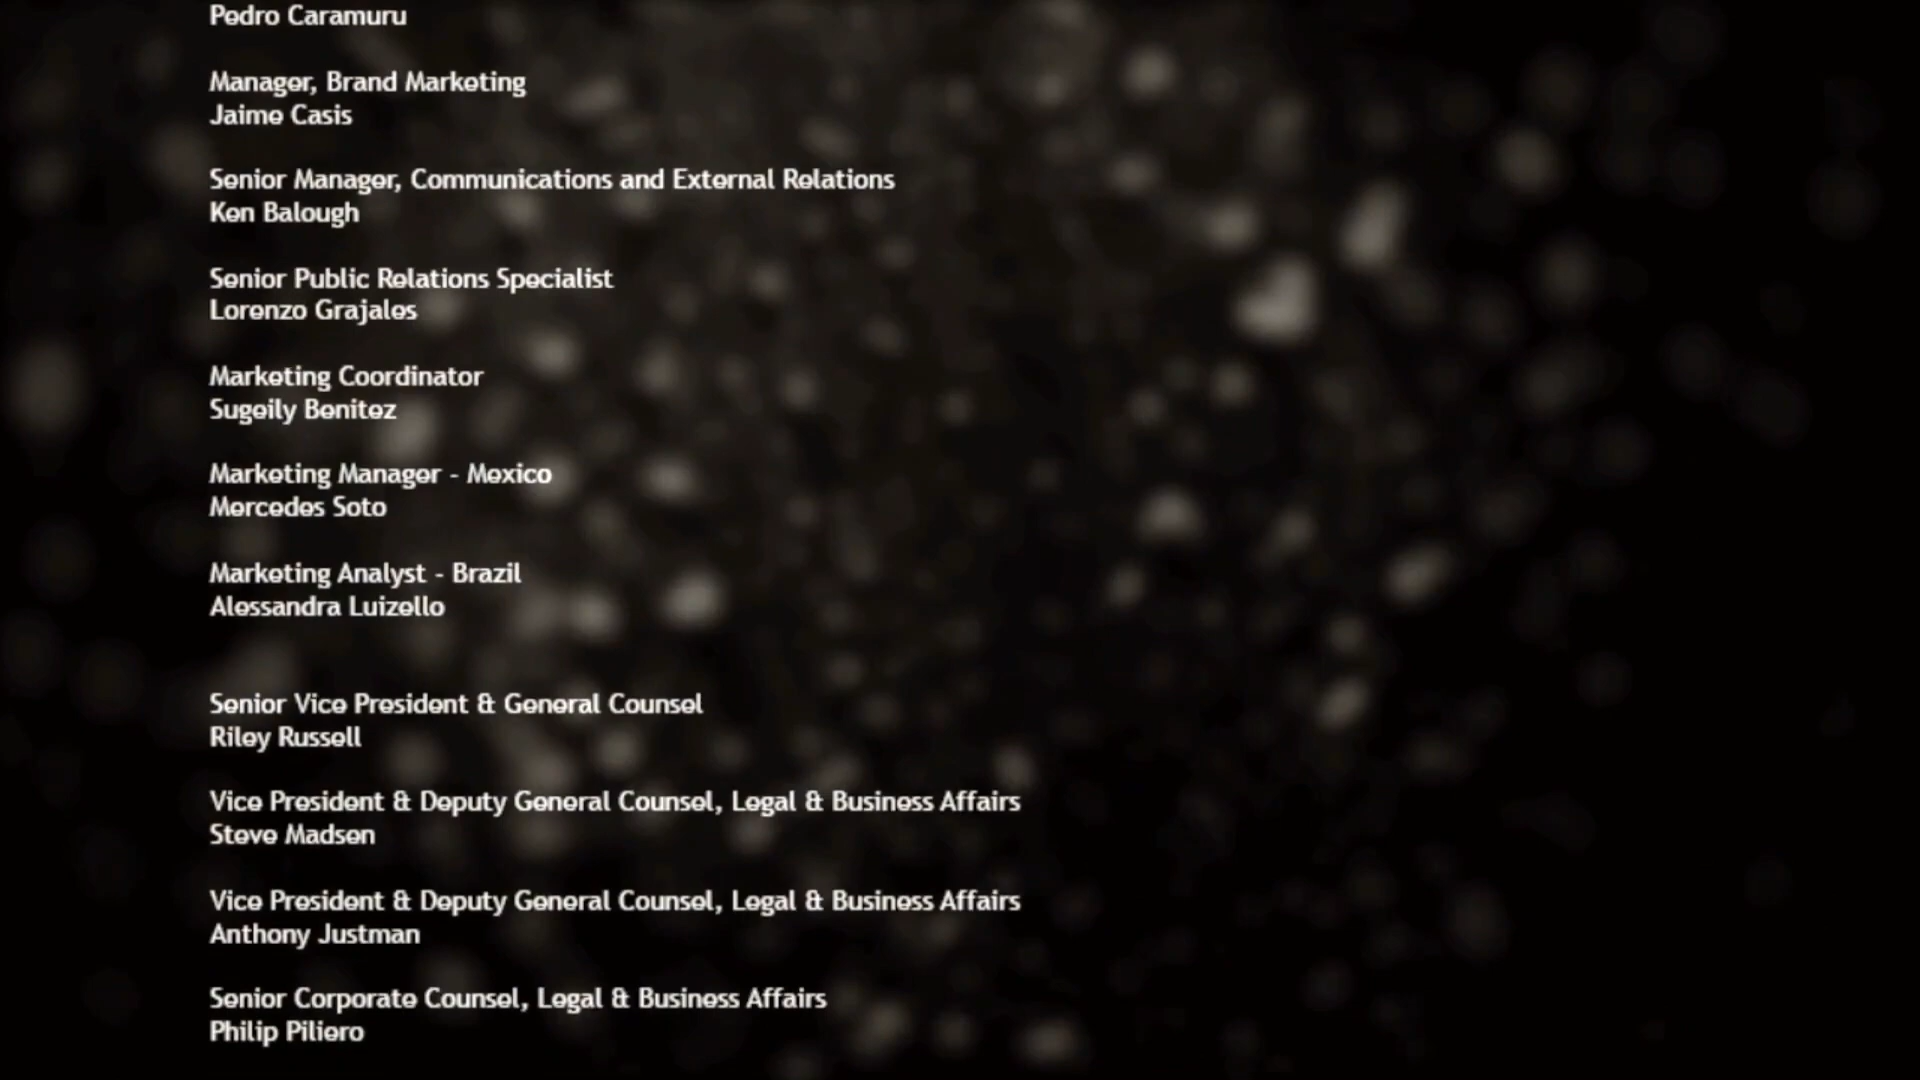 Pedro Caramuru
Manager, Brand Marketing
Jaime Casis
Senior Manager, Communications and External Relations
Ken Balough
Senior Public Relations Specialist
Lorenzo Grajales
Marketing Coordinator
Sugeily Benitez
Marketing Manager - Mexico
Mercedes Soto
Marketing Analyst - Brazil
Alessandra Luizello
Senior Vice President & General Counsel
Riley Russell
Vice President & Deputy General Counsel, Legal & Business Affairs
Steve Madsen
Vice President & Deputy General Counsel, Legal & Business Affairs
Anthony Justman
Senior Corporate Counsel, Legal & Business Affairs
Philip Piliero